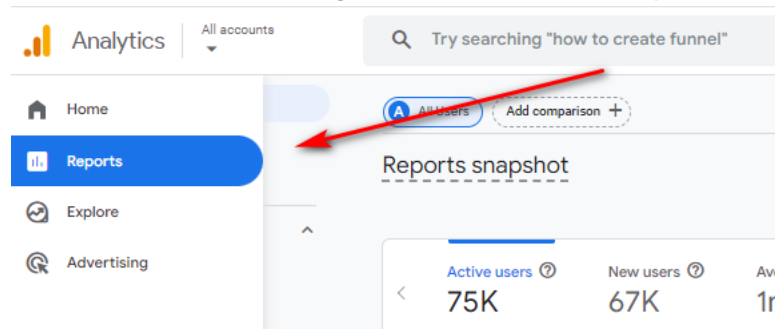 Analytics
All accounts
Try searching "how to create funnel"
Home
Reports
Explore
Advertising
A All Users
Add comparison +
Reports snapshot
Active users
New users
75K
67K